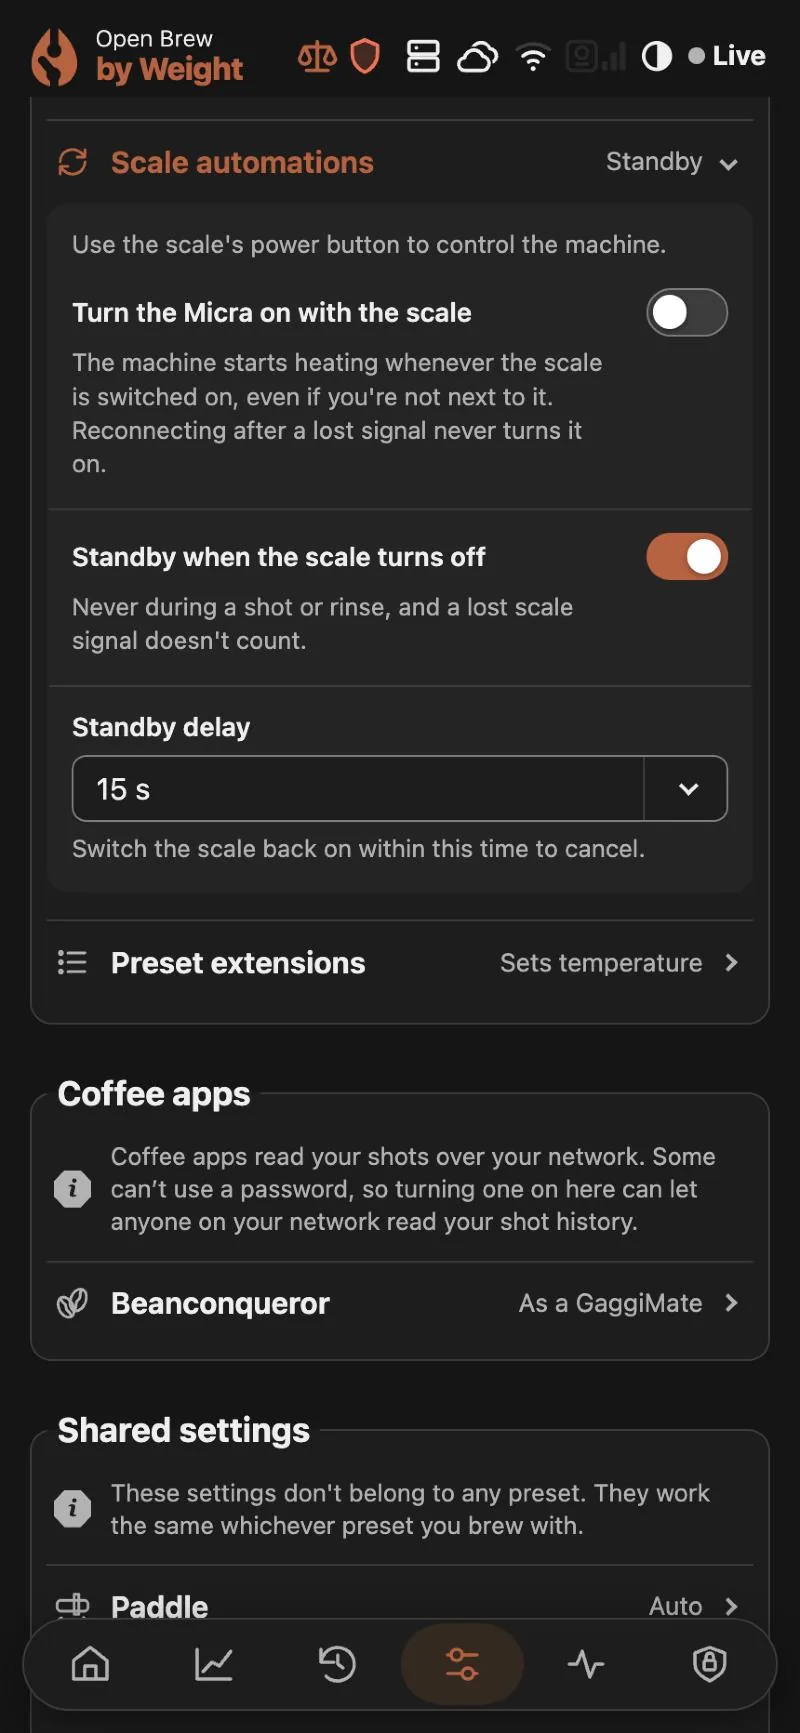 Open Brew
by Weight
Live
Scale automations
Standby
Use the scale's power button to control the machine.
Turn the Micra on with the scale
The machine starts heating whenever the scale
is switched on, even if you're not next to it.
Reconnecting after a lost signal never turns it
on.
Standby when the scale turns off
Never during a shot or rinse, and a lost scale
signal doesn't count.
Standby delay
15 s
Switch the scale back on within this time to cancel.
Preset extensions
Sets temperature
Coffee apps
Coffee apps read your shots over your network. Some
can’t use a password, so turning one on here can let
anyone on your network read your shot history.
Beanconqueror
As a GaggiMate
Shared settings
These settings don't belong to any preset. They work
the same whichever preset you brew with.
Paddle
Auto